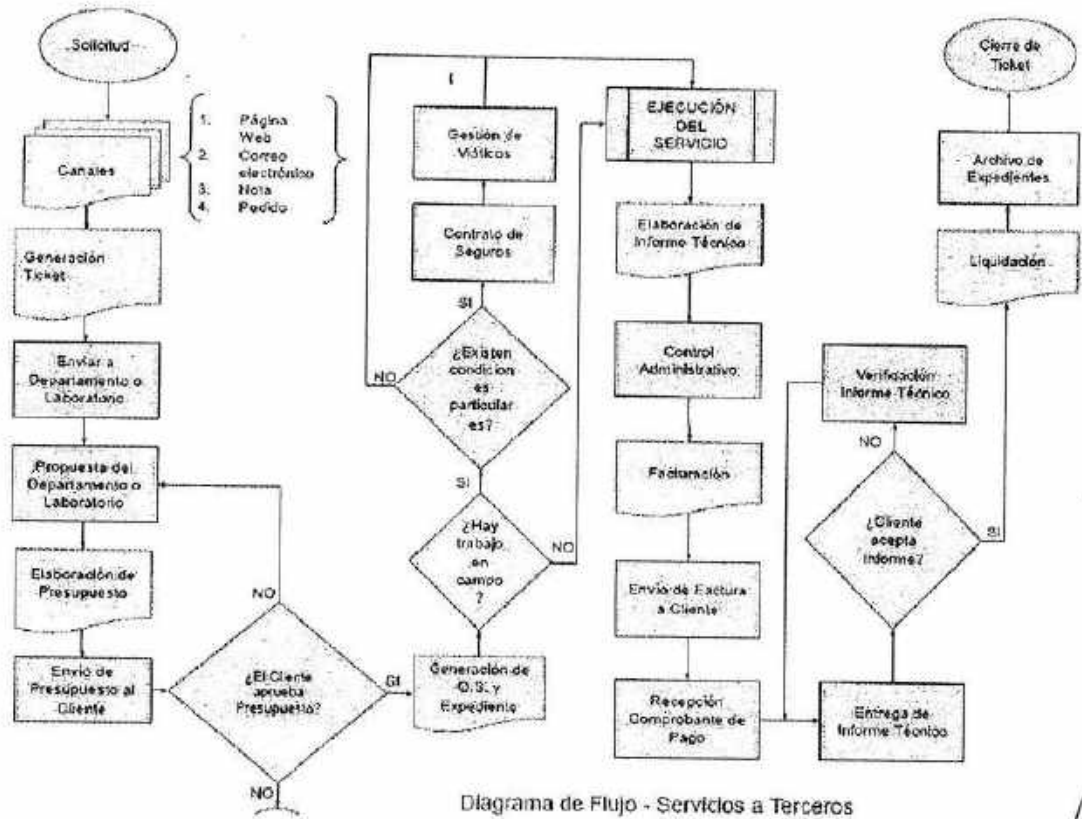 Solicitud
Canales
1. Página
Web
2. Correo
electrónico
3. Nota
4. Pedido
Generación
Ticket
Enviar a
Departamento o
Laboratorio
Propuesta del
Departamento o
Laboratorio
Elaboración de
Presupuesto
Envío de
Presupuesto al
Cliente
¿El Cliente
aprueba
Presupuesto?
NO
NO
SI
Generación de
O.S. y
Expediente
¿Hay
trabajo
en
campo
?
NO
SI
¿Existen
condicion
es
particular
es?
NO
SI
Contrato de
Seguros
Gestión de
Viáticos
EJECUCIÓN
DEL
SERVICIO
Elaboración de
Informe Técnico
Control
Administrativo
Facturación
Envío de Factura
a Cliente
Recepción
Comprobante de
Pago
Entrega de
Informe Técnico
¿Cliente
acepta
Informe?
NO
SI
Verificación
Informe Técnico
Liquidación
Archivo de
Expedientes
Cierre de
Ticket
Diagrama de Flujo - Servicios a Terceros